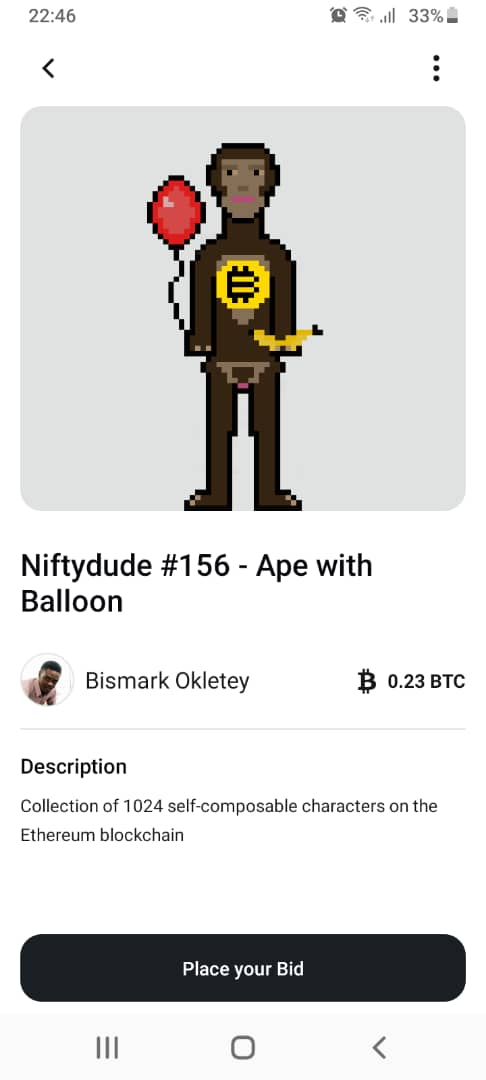 22:46
33%
Niftydude #156 - Ape with
Balloon
Bismark Okletey
0.23 BTC
Description
Collection of 1024 self-composable characters on the
Ethereum blockchain
Place your Bid